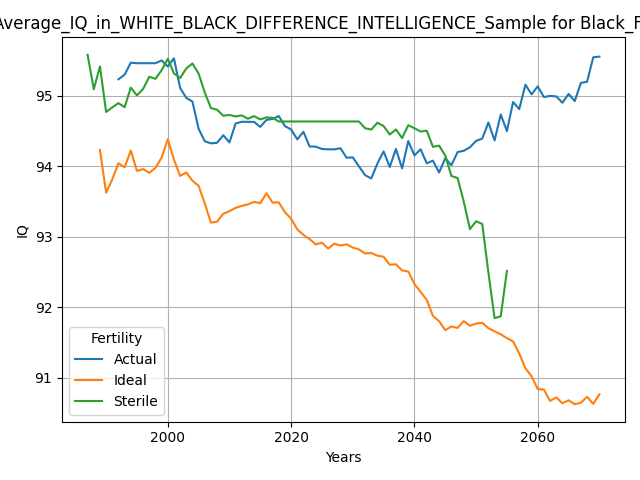 Average_IQ_in_WHITE_BLACK_DIFFERENCE_INTELLIGENCE_Sample for Black_F
IQ
95
94
93
92
91
Fertility
Actual
Ideal
Sterile
2000 2020 2040 2060
Years